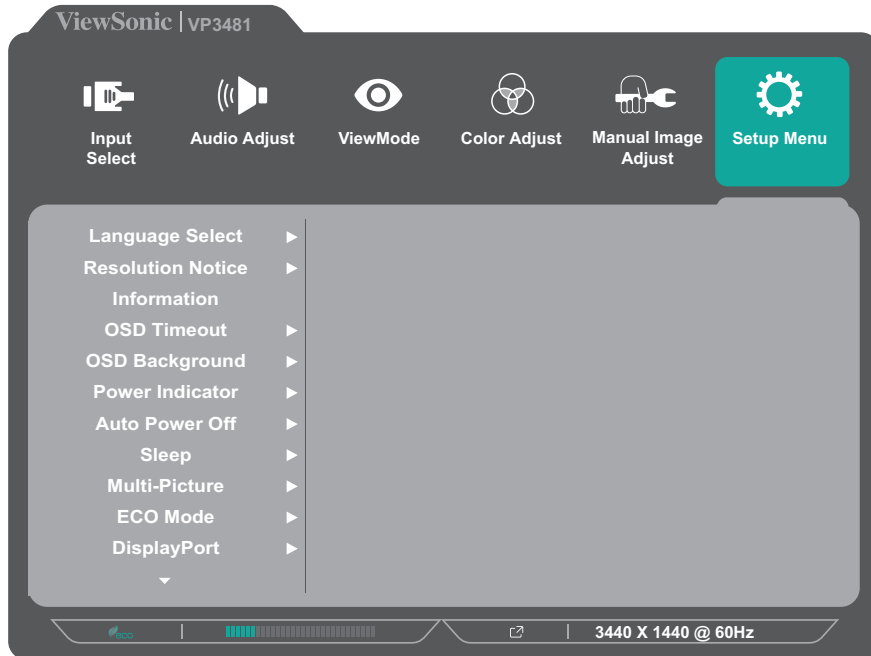 ViewSonic | VP3481
Input Select
Audio Adjust
ViewMode
Color Adjust
Manual Image Adjust
Setup Menu
Language Select
Resolution Notice
Information
OSD Timeout
OSD Background
Power Indicator
Auto Power Off
Sleep
Multi-Picture
ECO Mode
DisplayPort
eco
3440 X 1440 @ 60Hz